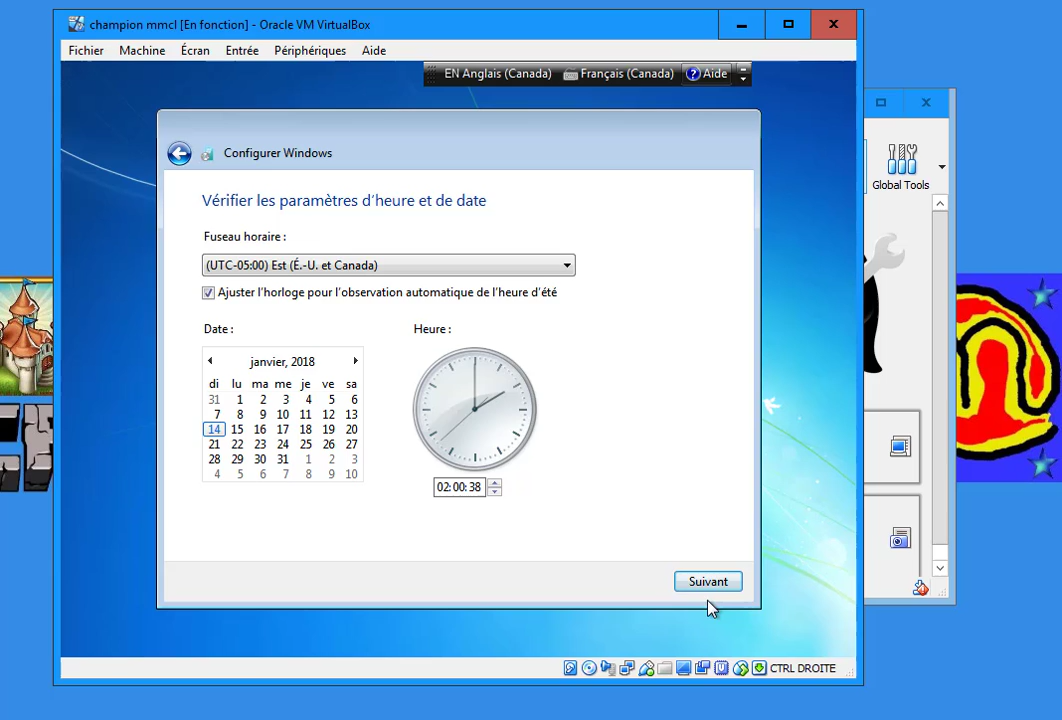 champion mmcl [En fonction] - Oracle VM VirtualBox
Fichier Machine Écran Entrée Périphériques Aide
EN Anglais (Canada) Français (Canada) Aide
Global Tools
Configurer Windows
Vérifier les paramètres d'heure et de date
Fuseau horaire :
(UTC-05:00) Est (É.-U. et Canada)
Ajuster l'horloge pour l'observation automatique de l'heure d'été
Date : Heure :
janvier, 2018
di lu ma me je ve sa
31 1 2 3 4 5 6
7 8 9 10 11 12 13
14 15 16 17 18 19 20
21 22 23 24 25 26 27
28 29 30 31 1 2 3
4 5 6 7 8 9 10
02:00:38
Suivant
CTRL DROITE